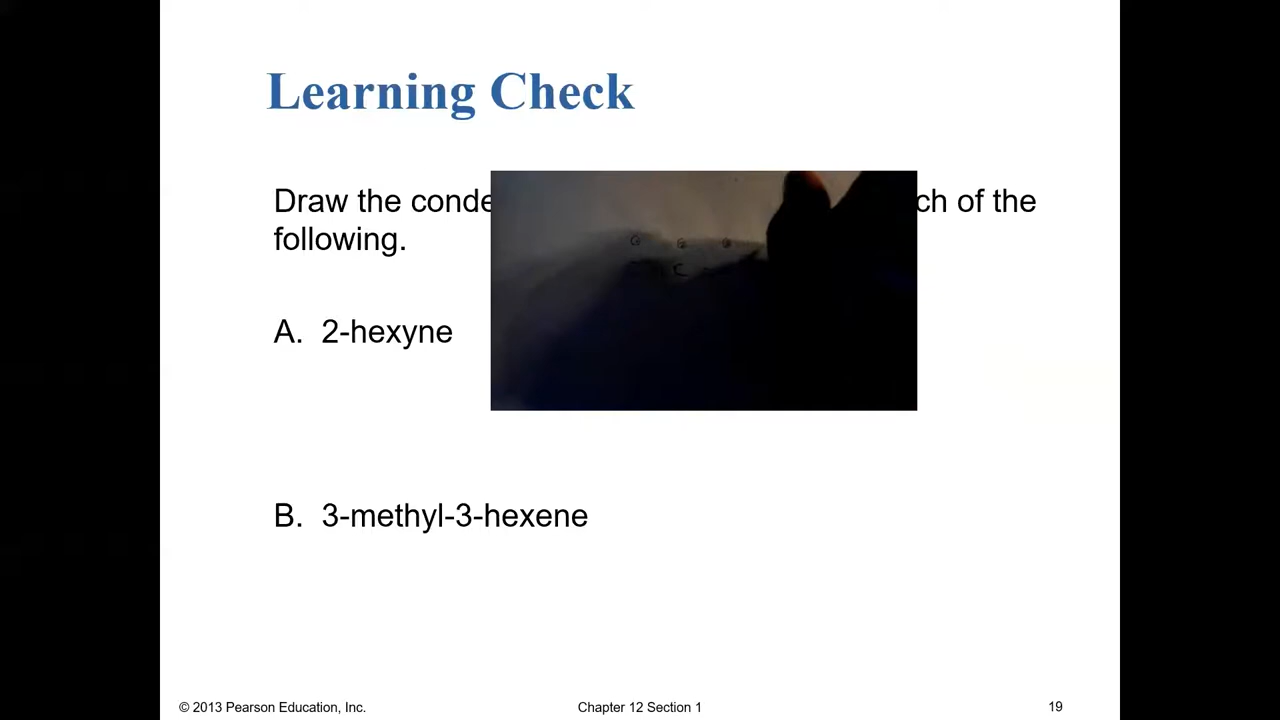 Learning Check
Draw the conde ch of the
following.
A. 2-hexyne
B. 3-methyl-3-hexene
© 2013 Pearson Education, Inc. Chapter 12 Section 1 19